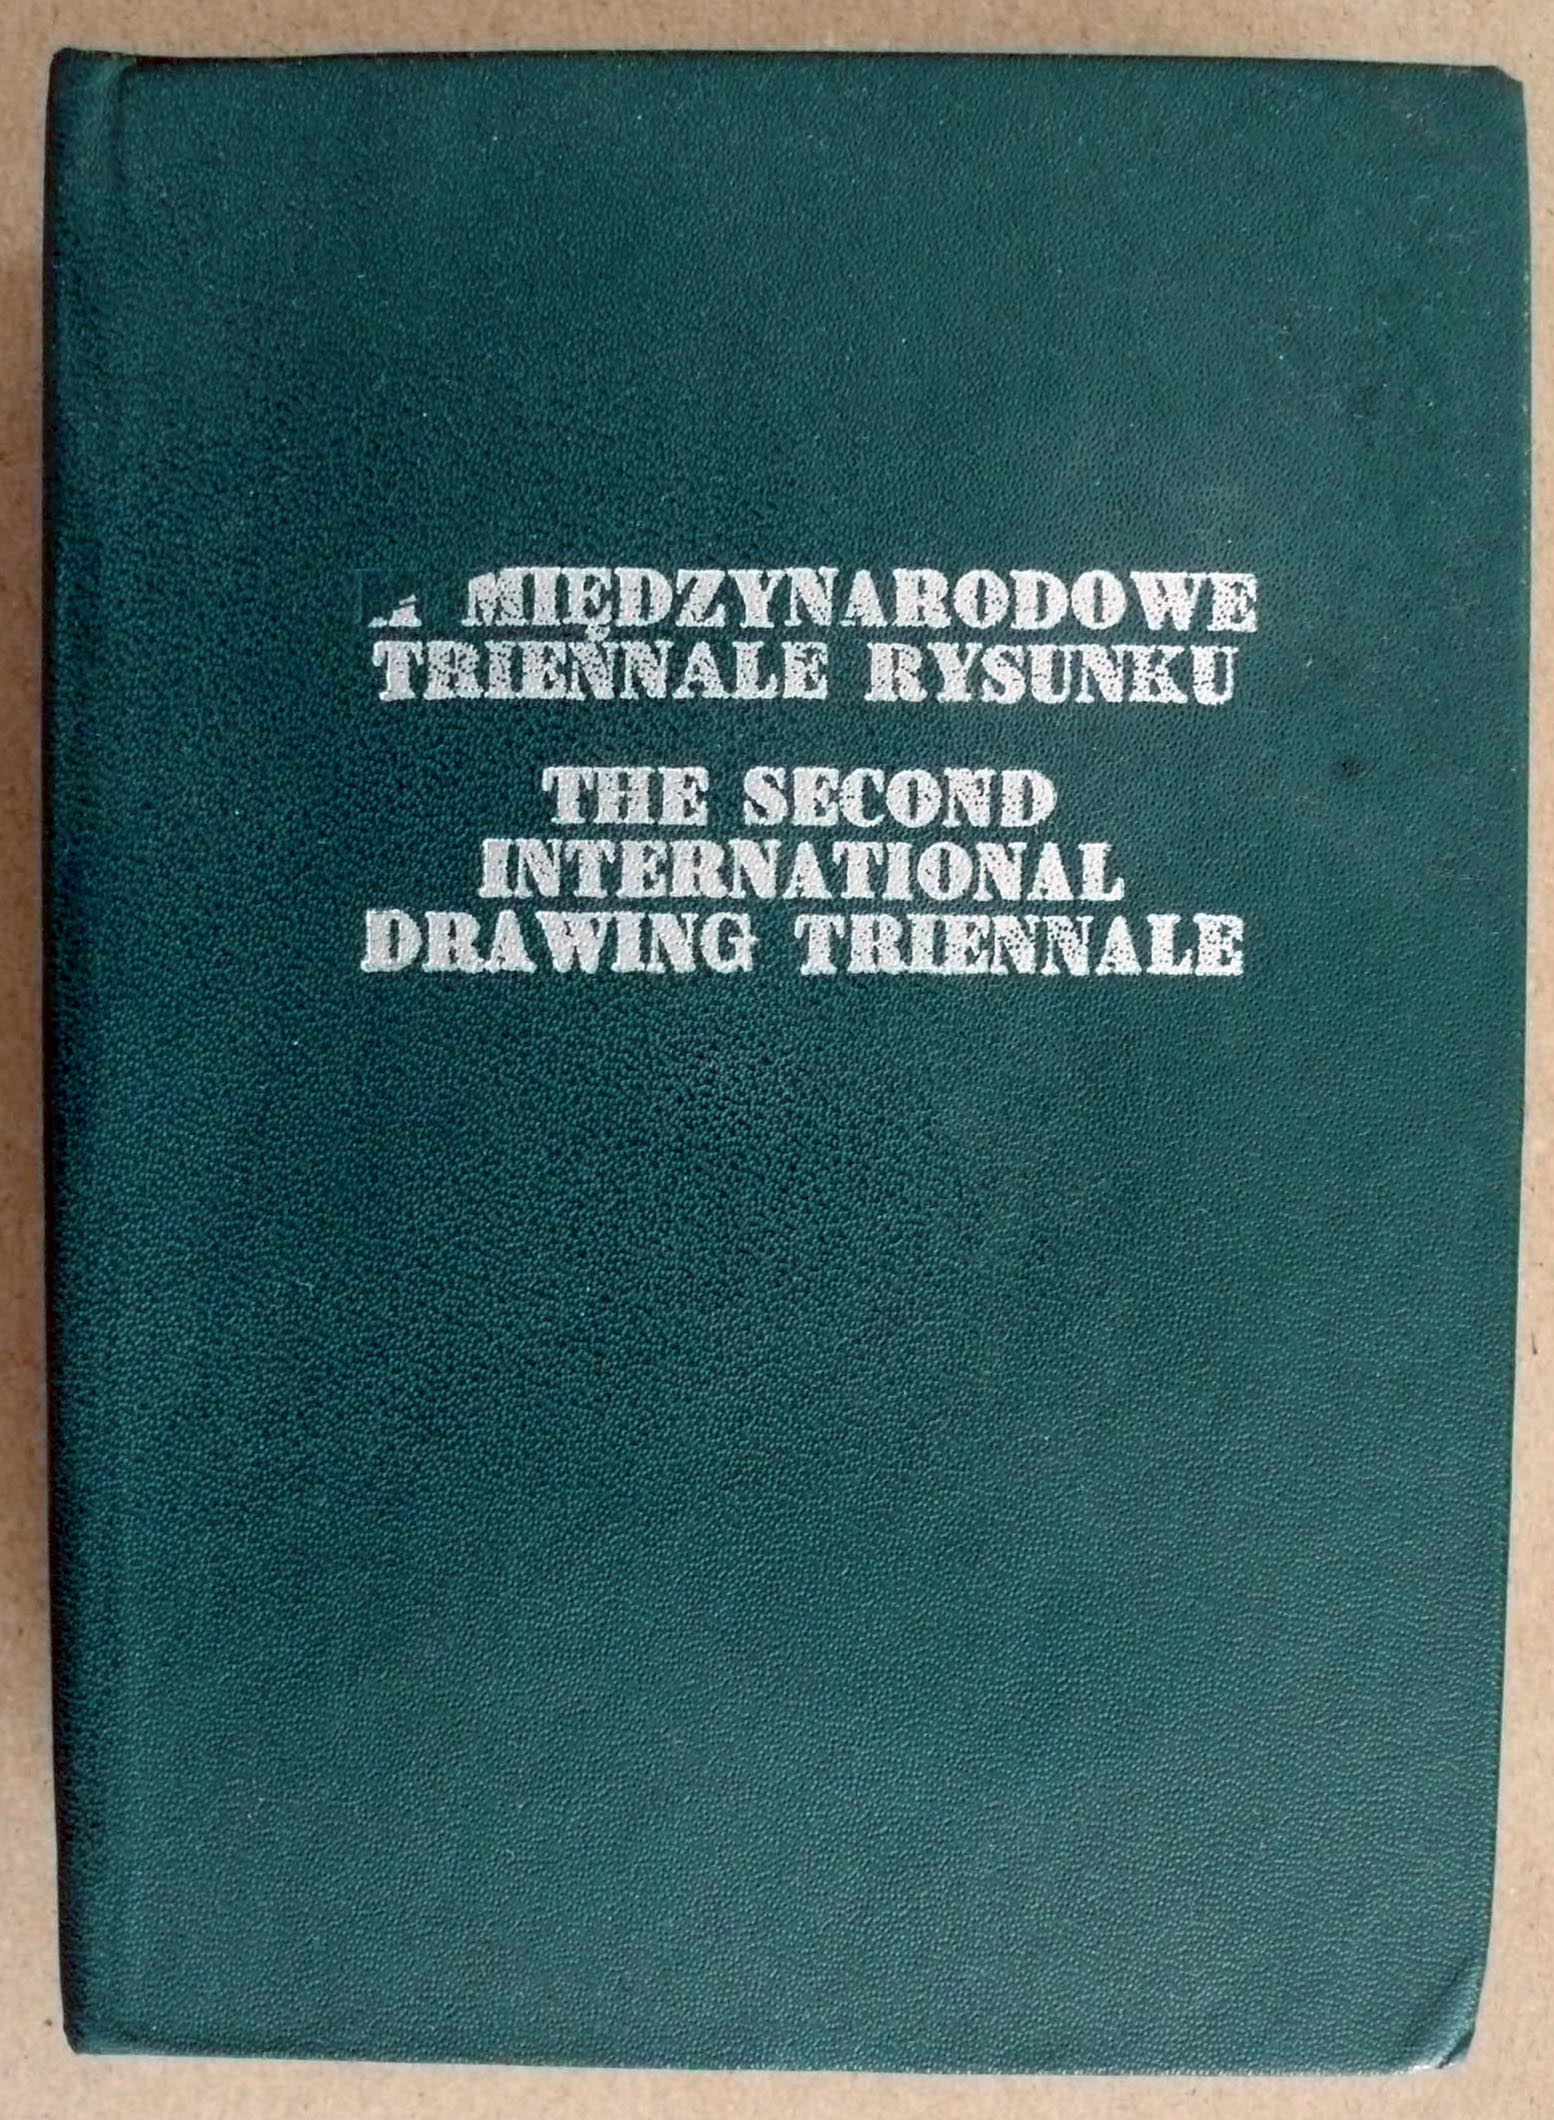 MIĘDZYNARODOWE
TRIENNALE RYSUNKU
THE SECOND
INTERNATIONAL
DRAWING TRIENNALE